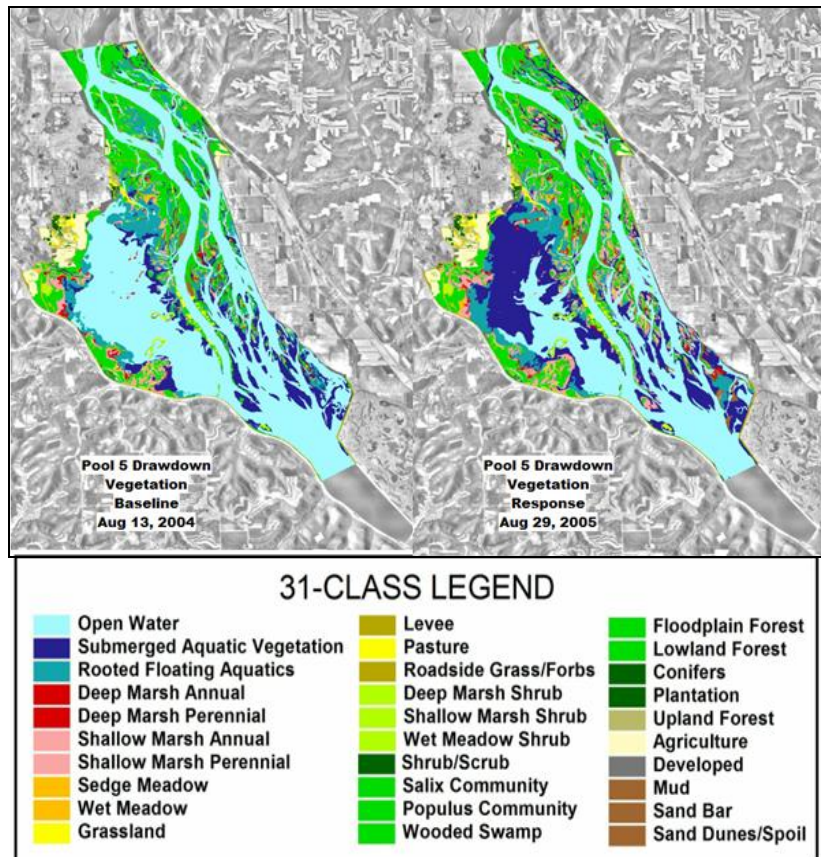 Pool 5 Drawdown
Vegetation
Baseline
Aug 13, 2004
Pool 5 Drawdown
Vegetation
Response
Aug 29, 2005
31-CLASS LEGEND
Open Water
Submerged Aquatic Vegetation
Rooted Floating Aquatics
Deep Marsh Annual
Deep Marsh Perennial
Shallow Marsh Annual
Shallow Marsh Perennial
Sedge Meadow
Wet Meadow
Grassland
Levee
Pasture
Roadside Grass/Forbs
Deep Marsh Shrub
Shallow Marsh Shrub
Wet Meadow Shrub
Shrub/Scrub
Salix Community
Populus Community
Wooded Swamp
Floodplain Forest
Lowland Forest
Conifers
Plantation
Upland Forest
Agriculture
Developed
Mud
Sand Bar
Sand Dunes/Spoil